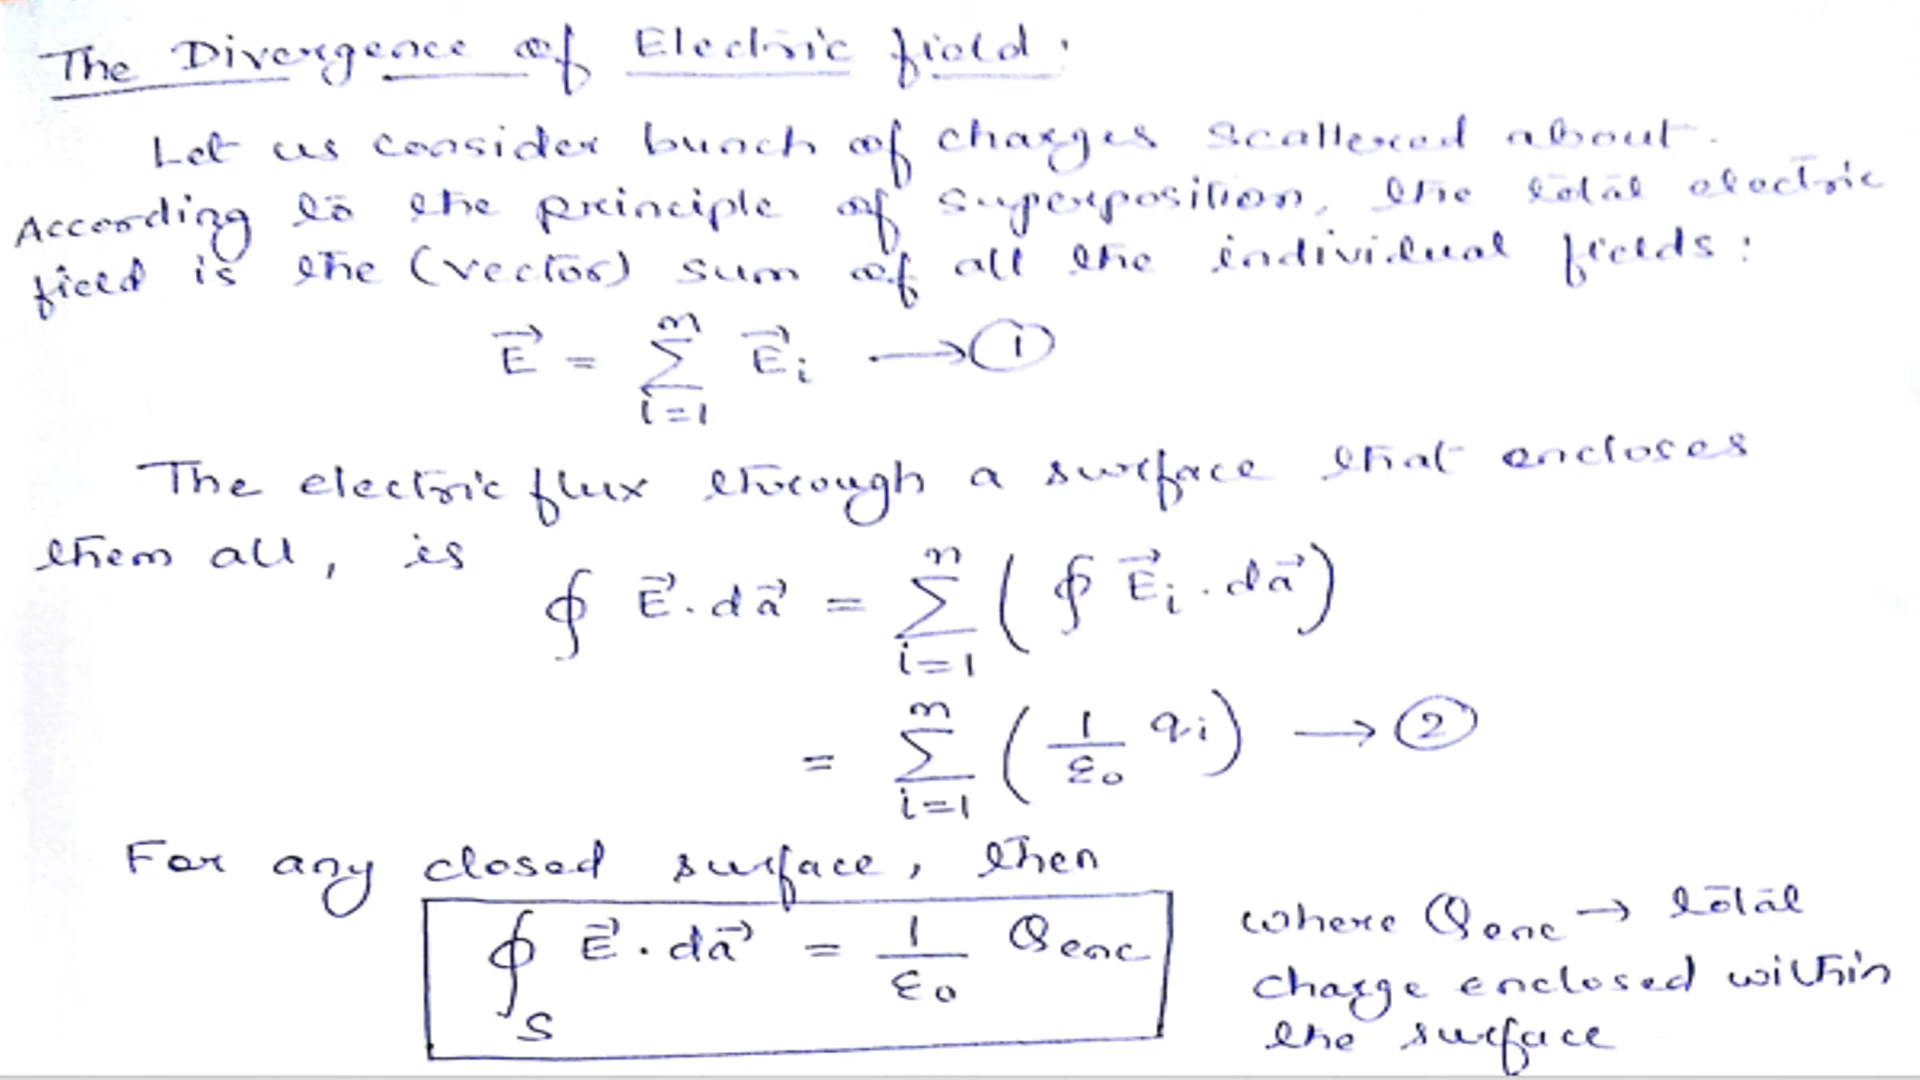 The Divergence of Electric field.
Let us consider bunch of charges scattered about.
According to the principle of superposition, the total electric
field is the (vector) sum of all the individual fields:
E⃗ = ∑ᵢ₌₁ⁿ E⃗ᵢ → ①
The electric flux through a surface that encloses
them all, is
∮ E⃗ . da⃗ = ∑ᵢ₌₁ⁿ ( ∮ E⃗ᵢ . da⃗ )
= ∑ᵢ₌₁ⁿ ( 1/ε₀ qᵢ ) → ②
For any closed surface, then
∮ₛ E⃗ . da⃗ = 1/ε₀ Qenc
where Qenc → total
charge enclosed within
the surface